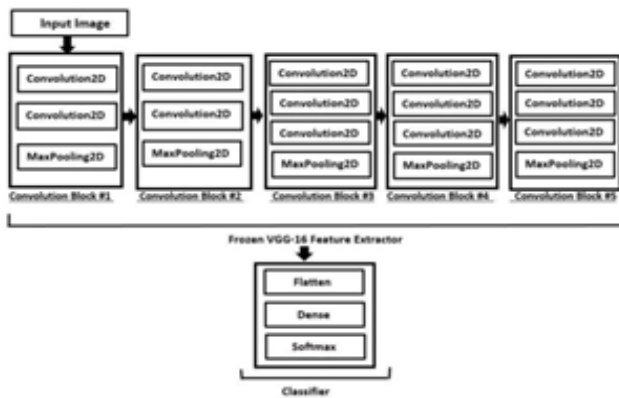 Input Image
Convolution2D
Convolution2D
MaxPooling2D
Convolution Block #1
Convolution2D
Convolution2D
MaxPooling2D
Convolution Block #2
Convolution2D
Convolution2D
Convolution2D
MaxPooling2D
Convolution Block #3
Convolution2D
Convolution2D
Convolution2D
MaxPooling2D
Convolution Block #4
Convolution2D
Convolution2D
Convolution2D
MaxPooling2D
Convolution Block #5
Frozen VGG-16 Feature Extractor
Flatten
Dense
Softmax
Classifier